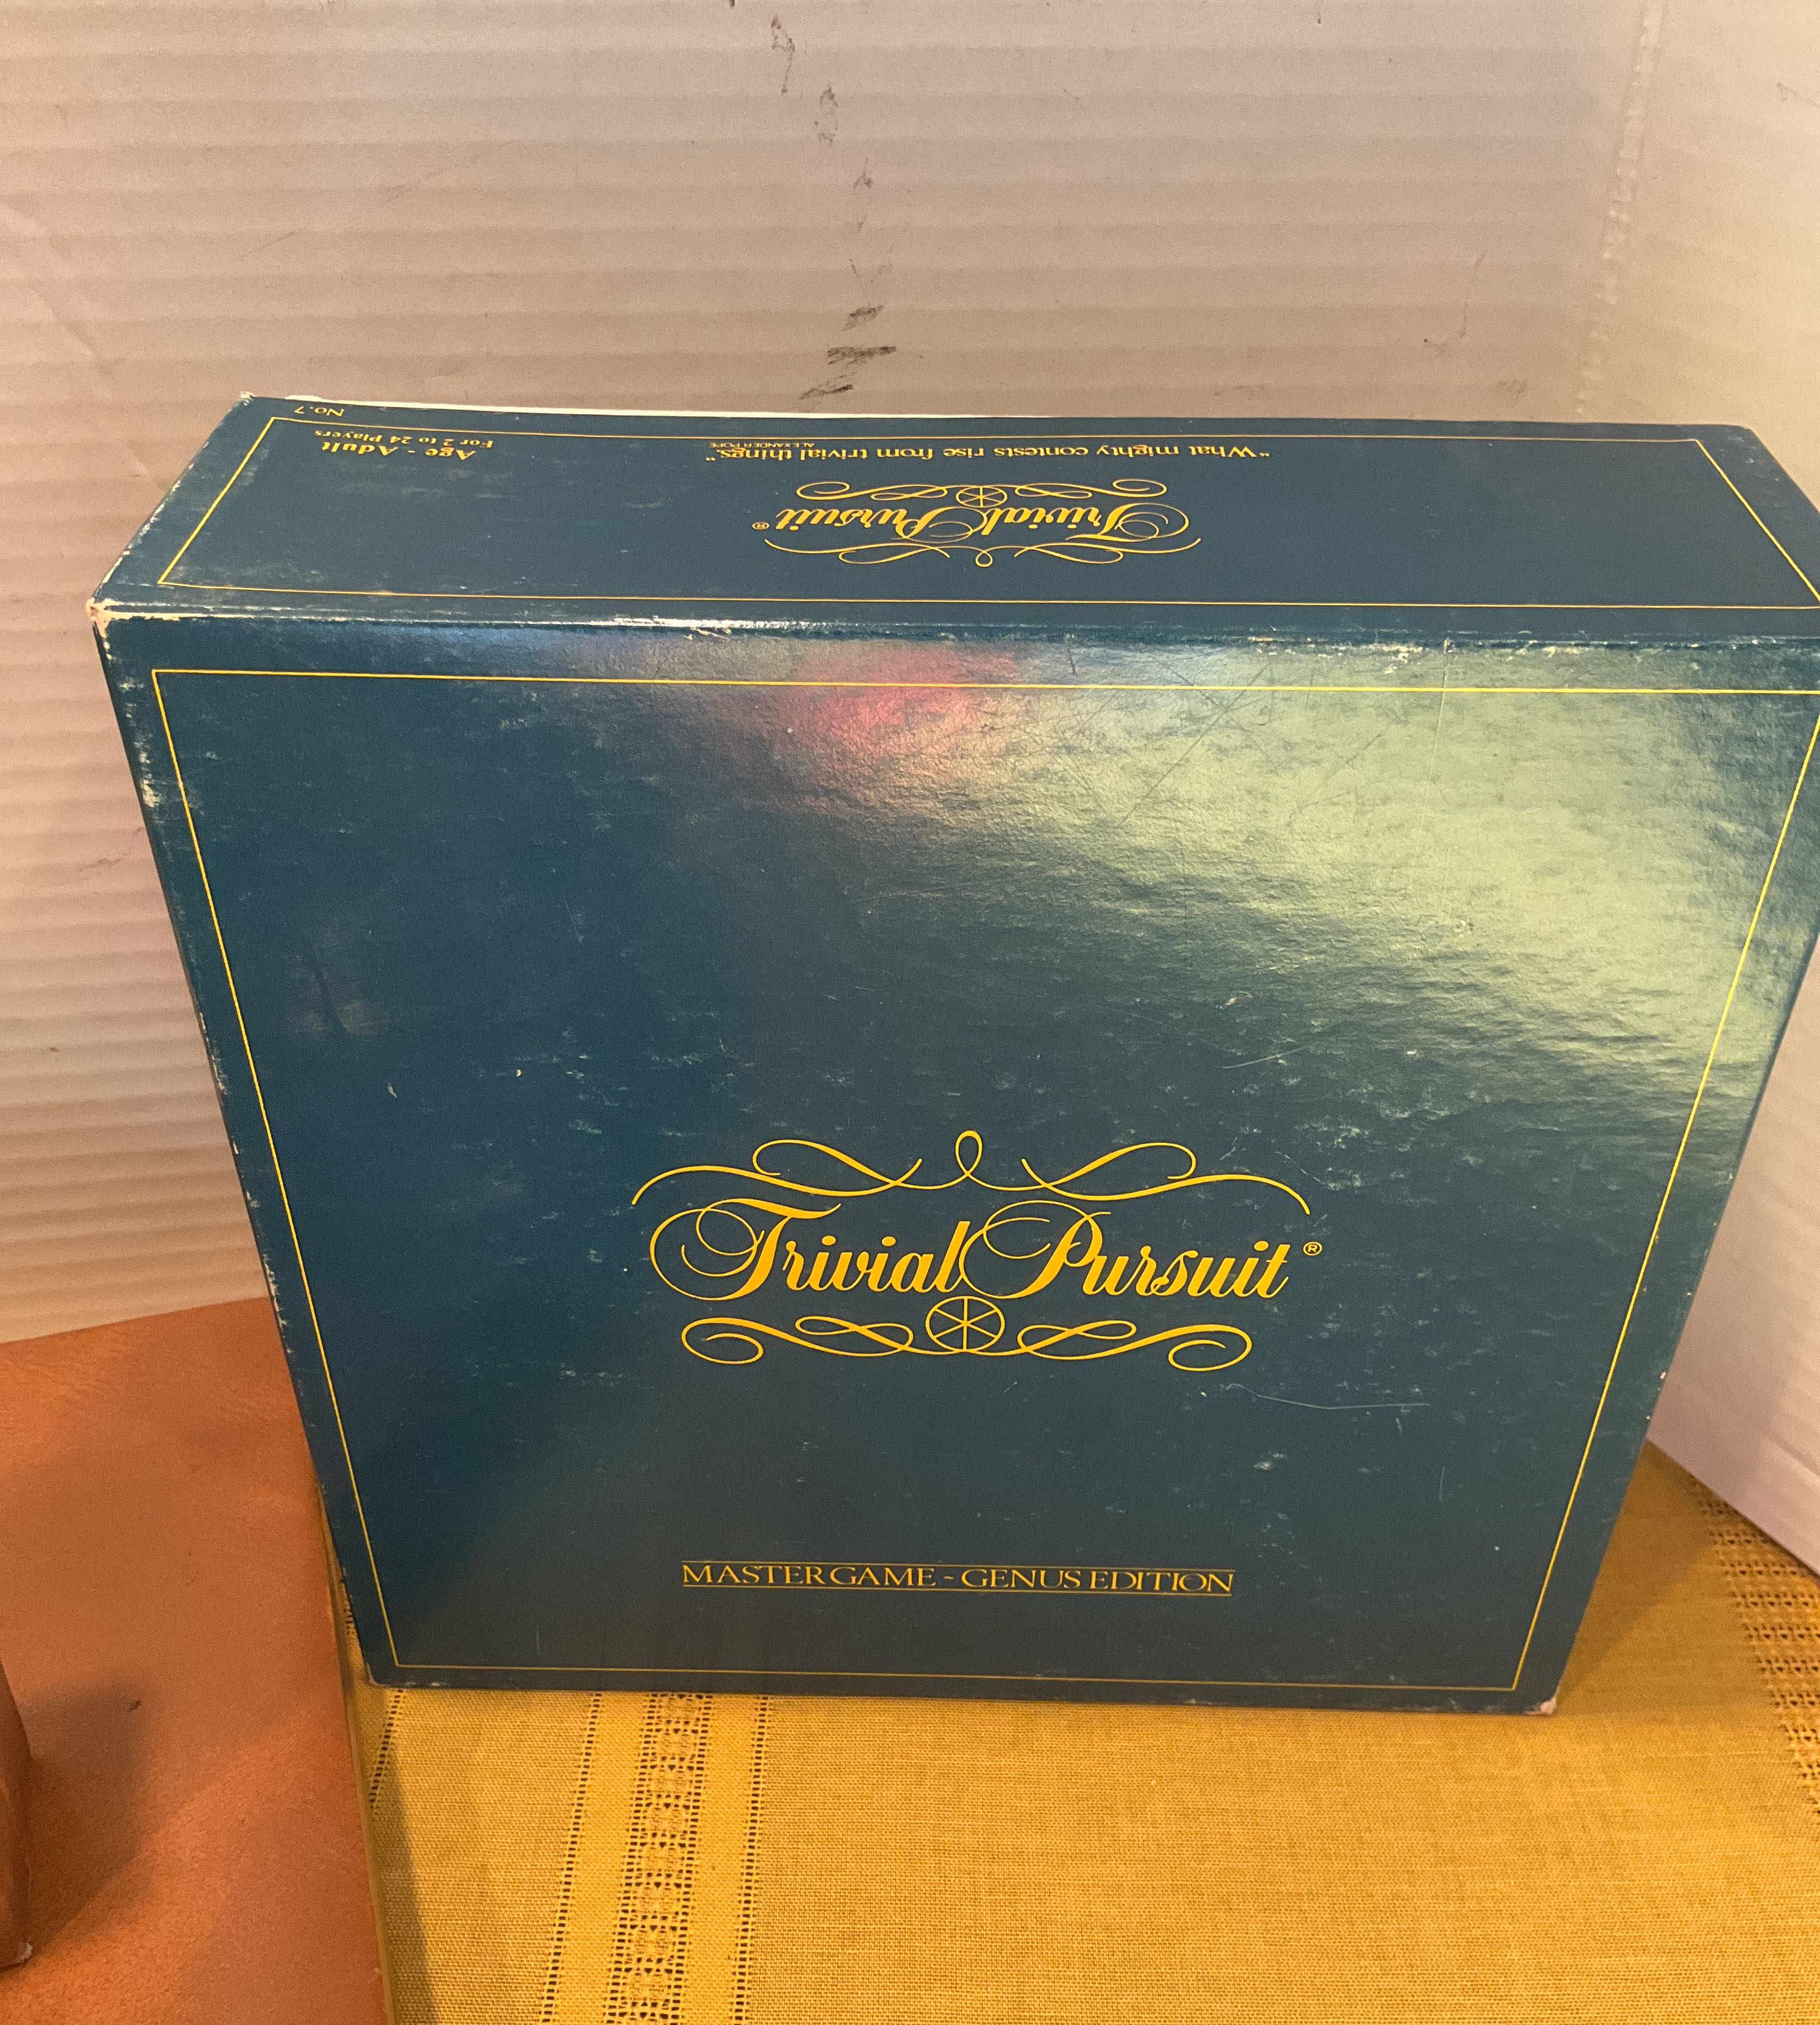 No.7
Age - Adult
For 2 to 24 Players
"What mighty contests rise from trivial things."
ALEXANDER POPE
Trivial Pursuit®
Trivial Pursuit®
MASTER GAME - GENUS EDITION